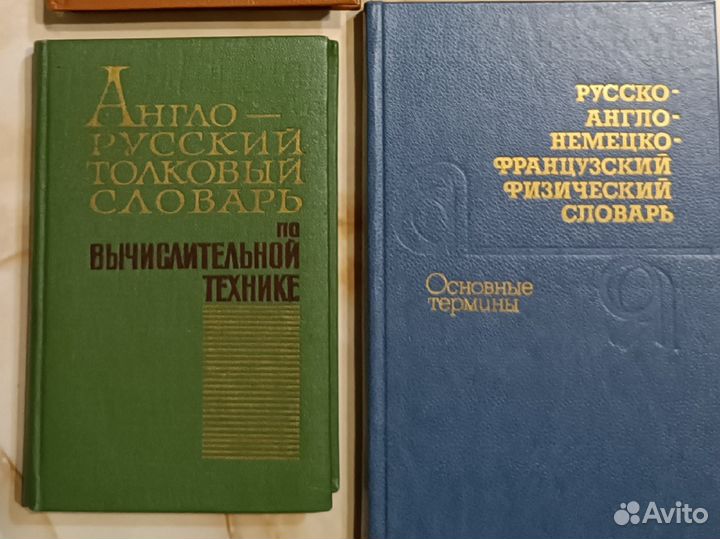 Англо —
русский
толковый
словарь
по
вычислительной
технике
Русско-
англо-
немецко-
французский
физический
словарь
Основные
термины
а
я
Avito